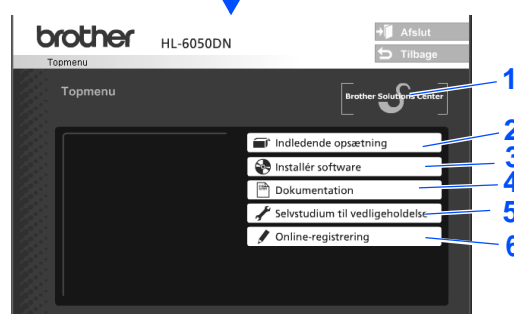 brother
HL-6050DN
Afslut
Tilbage
Topmenu
Topmenu
Brother Solutions Center
1
Indledende opsætning
2
Installér software
3
Dokumentation
4
Selvstudium til vedligeholdelse
5
Online-registrering
6